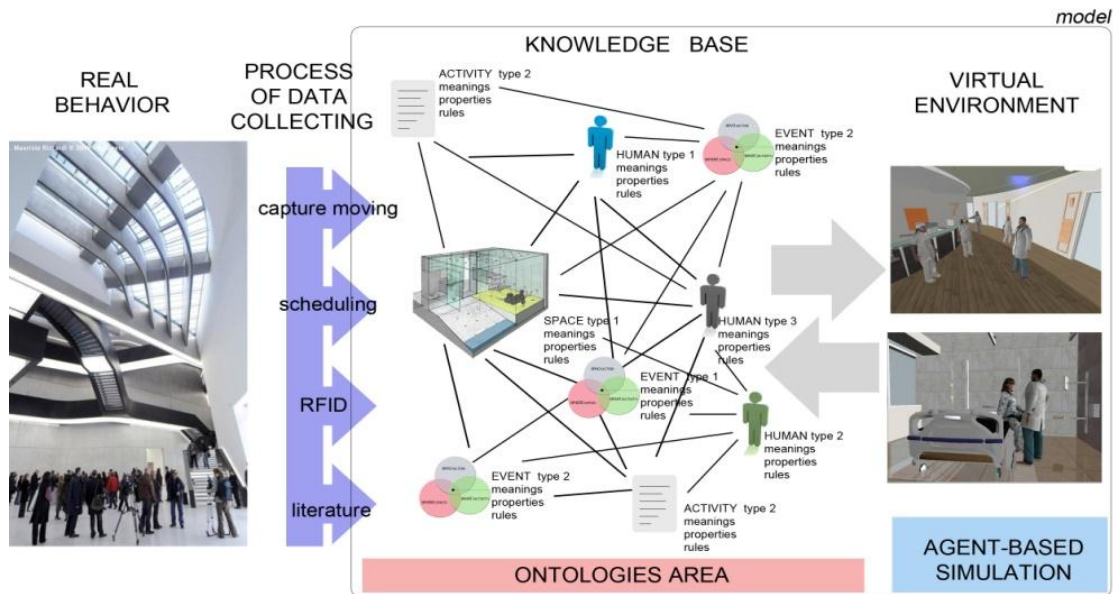 model
KNOWLEDGE BASE
REAL
BEHAVIOR
PROCESS
OF DATA
COLLECTING
VIRTUAL
ENVIRONMENT
ACTIVITY type 2
meanings
properties
rules
HUMAN type 1
meanings
properties
rules
EVENT type 2
meanings
properties
rules
capture moving
scheduling
RFID
literature
SPACE type 1
meanings
properties
rules
HUMAN type 3
meanings
properties
rules
EVENT type 1
meanings
properties
rules
HUMAN type 2
meanings
properties
rules
EVENT type 2
meanings
properties
rules
ACTIVITY type 2
meanings
properties
rules
ONTOLOGIES AREA
AGENT-BASED
SIMULATION